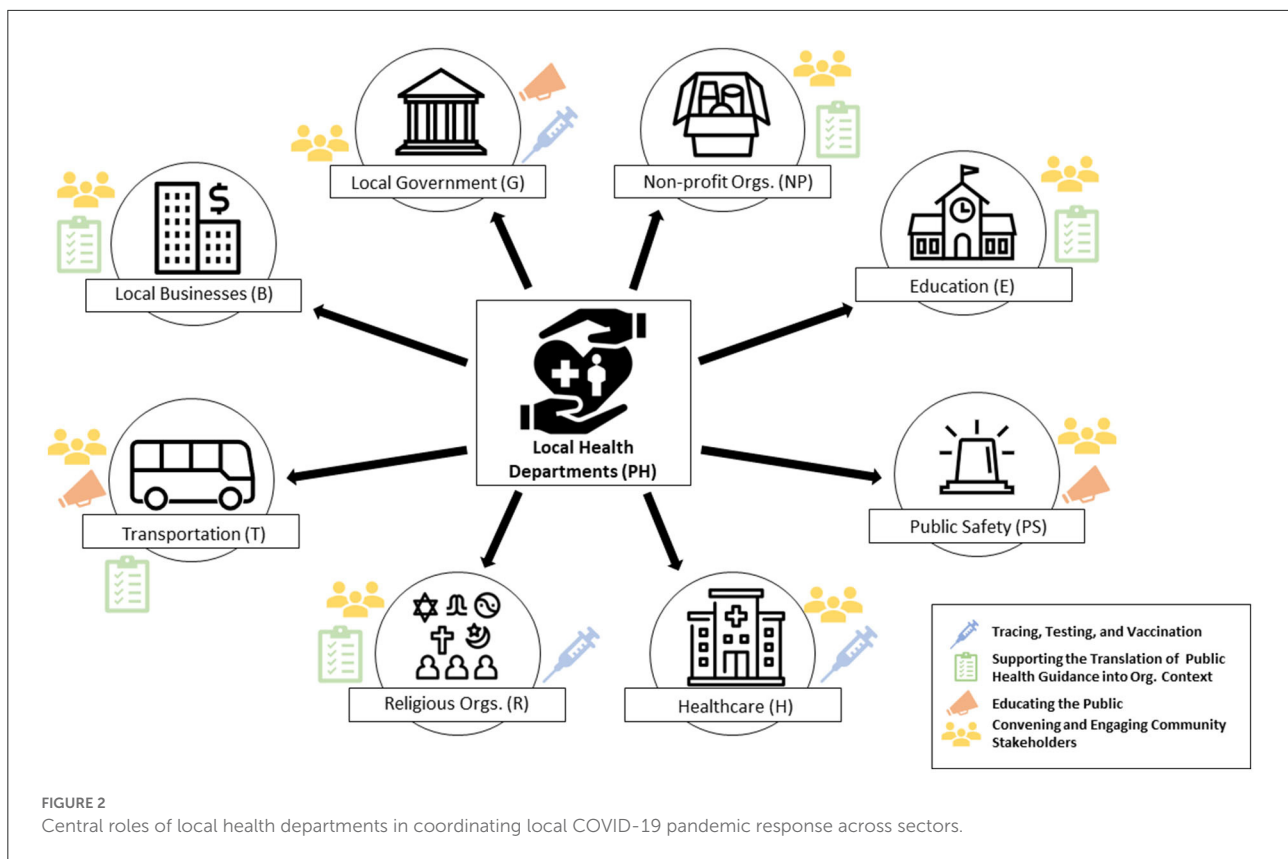 Local Government (G)
Non-profit Orgs. (NP)
$
Local Businesses (B)
Education (E)
Local Health
Departments (PH)
Transportation (T)
Public Safety (PS)
Religious Orgs. (R)
Healthcare (H)
Tracing, Testing, and Vaccination
Supporting the Translation of Public
Health Guidance into Org. Context
Educating the Public
Convening and Engaging Community
Stakeholders
FIGURE 2
Central roles of local health departments in coordinating local COVID-19 pandemic response across sectors.